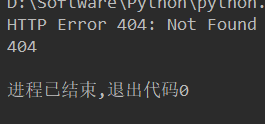 D:\Software\Python\python.
HTTP Error 404: Not Found
404
进程已结束,退出代码0